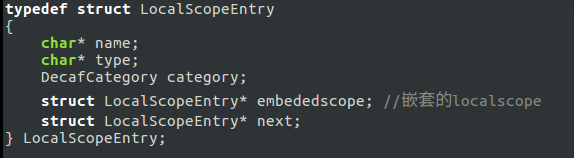 typedef struct LocalScopeEntry
{
    char* name;
    char* type;
    DecafCategory category;
    struct LocalScopeEntry* embededscope; //嵌套的localscope
    struct LocalScopeEntry* next;
} LocalScopeEntry;